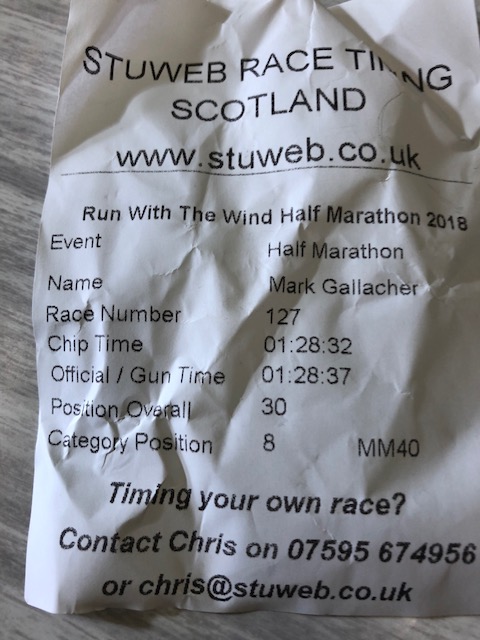 STUWEB RACE TIMING
SCOTLAND
www.stuweb.co.uk
Run With The Wind Half Marathon 2018
Event Half Marathon
Name Mark Gallacher
Race Number 127
Chip Time 01:28:32
Official / Gun Time 01:28:37
Position Overall 30
Category Position 8 MM40
Timing your own race?
Contact Chris on 07595 674956
or chris@stuweb.co.uk